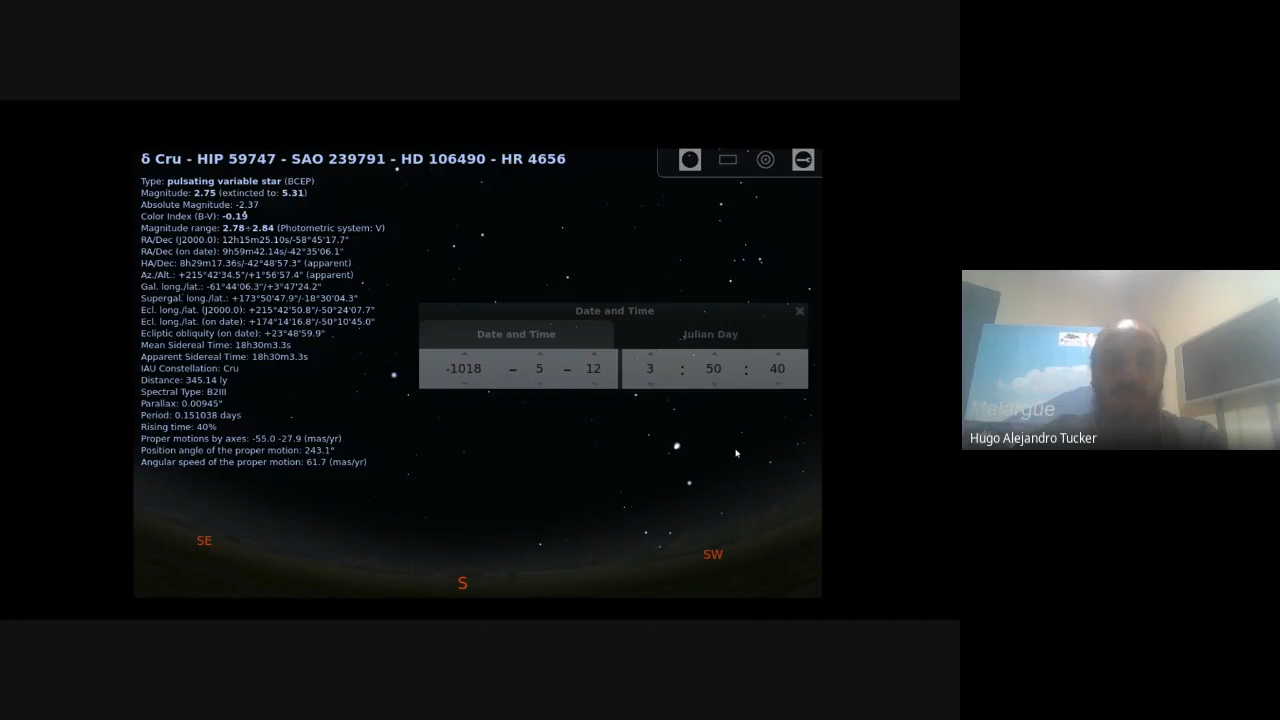 δ Cru - HIP 59747 - SAO 239791 - HD 106490 - HR 4656
Type: pulsating variable star (BCEP)
Magnitude: 2.75 (extincted to: 5.31)
Absolute Magnitude: -2.37
Color Index (B-V): -0.19
Magnitude range: 2.78÷2.84 (Photometric system: V)
RA/Dec (J2000.0): 12h15m25.10s/-58°45'17.7"
RA/Dec (on date): 9h59m42.14s/-42°35'06.1"
HA/Dec: 8h29m17.36s/-42°48'57.3" (apparent)
Az./Alt.: +215°42'34.5"/+1°56'57.4" (apparent)
Gal. long./lat.: -61°44'06.3"/+3°47'24.2"
Supergal. long./lat.: +173°50'47.9"/-18°30'04.3"
Ecl. long./lat. (J2000.0): +215°42'50.8"/-50°24'07.7"
Ecl. long./lat. (on date): +174°14'16.8"/-50°10'45.0"
Ecliptic obliquity (on date): +23°48'59.9"
Mean Sidereal Time: 18h30m3.3s
Apparent Sidereal Time: 18h30m3.3s
IAU Constellation: Cru
Distance: 345.14 ly
Spectral Type: B2III
Parallax: 0.00945"
Period: 0.151038 days
Rising time: 40%
Proper motions by axes: -55.0 -27.9 (mas/yr)
Position angle of the proper motion: 243.1°
Angular speed of the proper motion: 61.7 (mas/yr)
Date and Time
Date and Time Julian Day
-1018 - 5 - 12 3 : 50 : 40
SE
S
SW
Malargüe
Hugo Alejandro Tucker